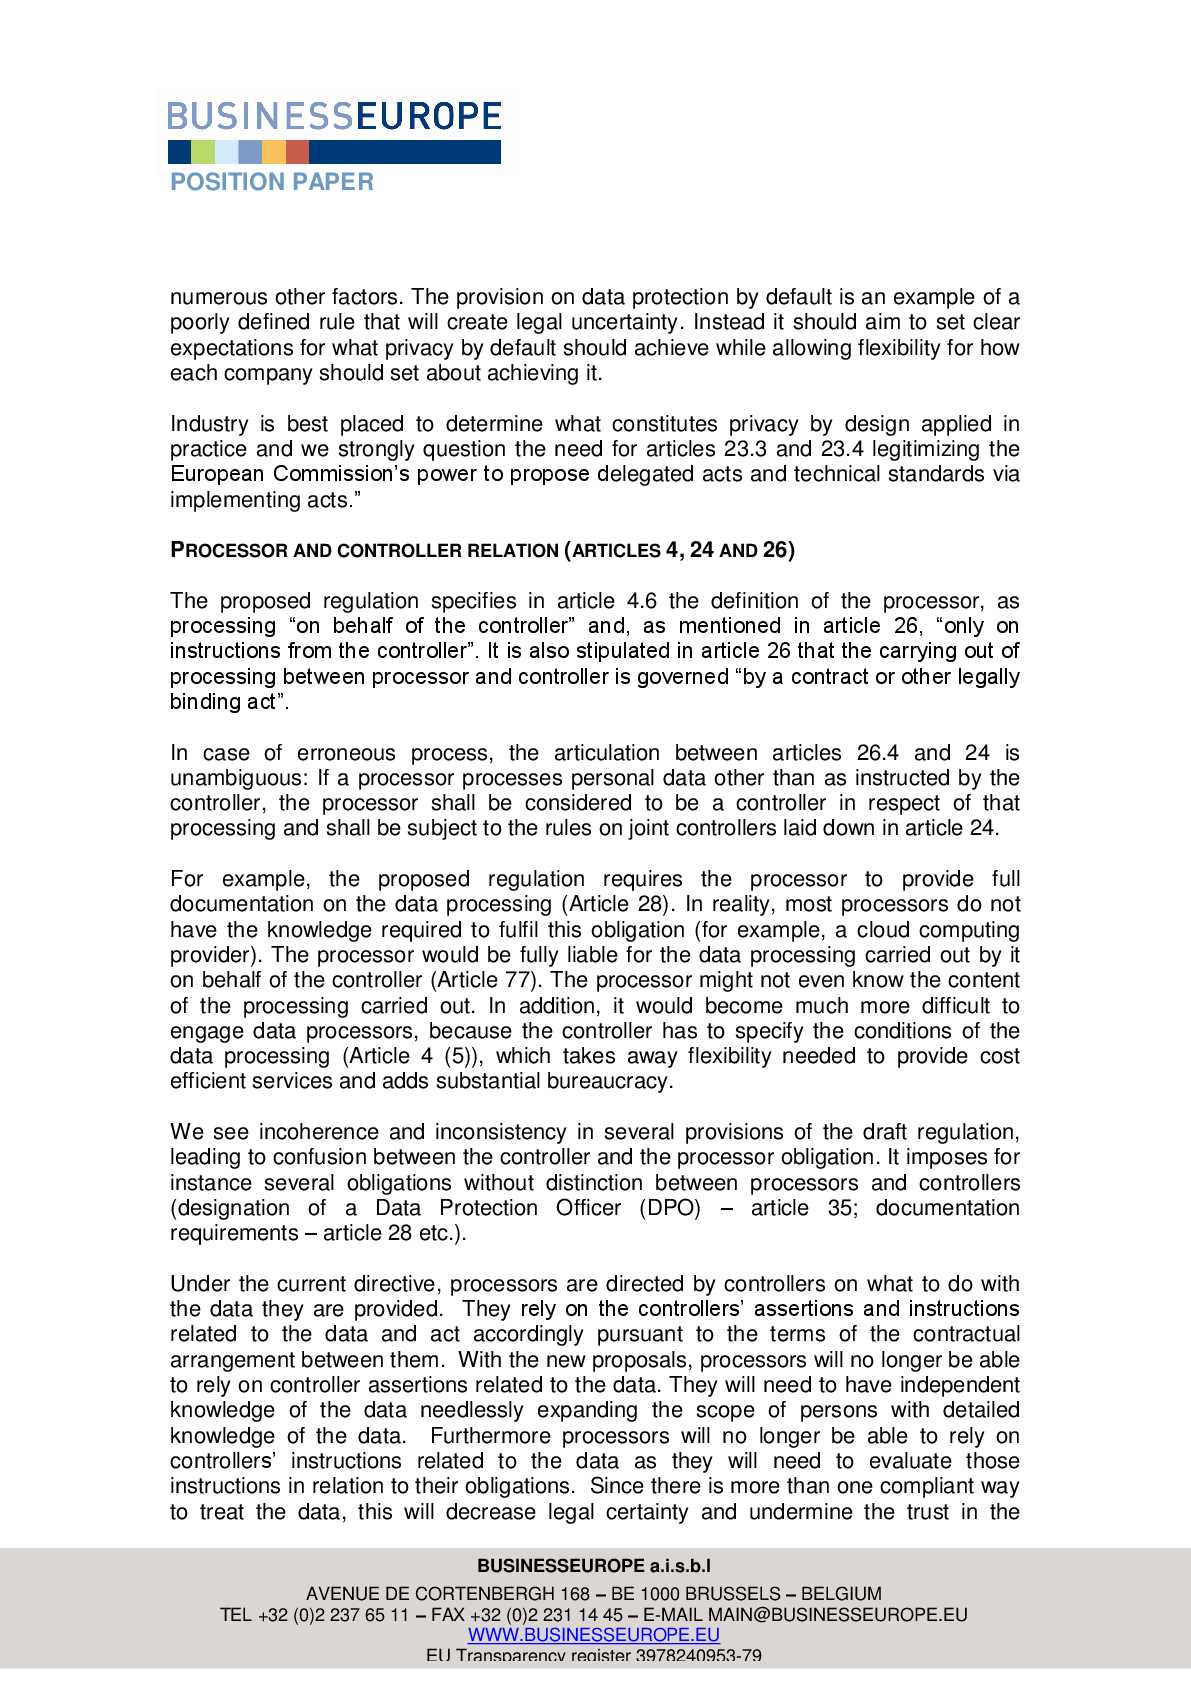 BUSINESSEUROPE
POSITION PAPER
numerous other factors. The provision on data protection by default is an example of a
poorly defined rule that will create legal uncertainty. Instead it should aim to set clear
expectations for what privacy by default should achieve while allowing flexibility for how
each company should set about achieving it.
Industry is best placed to determine what constitutes privacy by design applied in
practice and we strongly question the need for articles 23.3 and 23.4 legitimizing the
European Commission’s power to propose delegated acts and technical standards via
implementing acts.”
PROCESSOR AND CONTROLLER RELATION (ARTICLES 4, 24 AND 26)
The proposed regulation specifies in article 4.6 the definition of the processor, as
processing “on behalf of the controller” and, as mentioned in article 26, “only on
instructions from the controller”. It is also stipulated in article 26 that the carrying out of
processing between processor and controller is governed “by a contract or other legally
binding act”.
In case of erroneous process, the articulation between articles 26.4 and 24 is
unambiguous: If a processor processes personal data other than as instructed by the
controller, the processor shall be considered to be a controller in respect of that
processing and shall be subject to the rules on joint controllers laid down in article 24.
For example, the proposed regulation requires the processor to provide full
documentation on the data processing (Article 28). In reality, most processors do not
have the knowledge required to fulfil this obligation (for example, a cloud computing
provider). The processor would be fully liable for the data processing carried out by it
on behalf of the controller (Article 77). The processor might not even know the content
of the processing carried out. In addition, it would become much more difficult to
engage data processors, because the controller has to specify the conditions of the
data processing (Article 4 (5)), which takes away flexibility needed to provide cost
efficient services and adds substantial bureaucracy.
We see incoherence and inconsistency in several provisions of the draft regulation,
leading to confusion between the controller and the processor obligation. It imposes for
instance several obligations without distinction between processors and controllers
(designation of a Data Protection Officer (DPO) – article 35; documentation
requirements – article 28 etc.).
Under the current directive, processors are directed by controllers on what to do with
the data they are provided.  They rely on the controllers’ assertions and instructions
related to the data and act accordingly pursuant to the terms of the contractual
arrangement between them.  With the new proposals, processors will no longer be able
to rely on controller assertions related to the data. They will need to have independent
knowledge of the data needlessly expanding the scope of persons with detailed
knowledge of the data.  Furthermore processors will no longer be able to rely on
controllers’ instructions related to the data as they will need to evaluate those
instructions in relation to their obligations.  Since there is more than one compliant way
to treat the data, this will decrease legal certainty and undermine the trust in the
BUSINESSEUROPE a.i.s.b.l
AVENUE DE CORTENBERGH 168 – BE 1000 BRUSSELS – BELGIUM
TEL +32 (0)2 237 65 11 – FAX +32 (0)2 231 14 45 – E-MAIL MAIN@BUSINESSEUROPE.EU
WWW.BUSINESSEUROPE.EU
EU Transparency register 3978240953-79